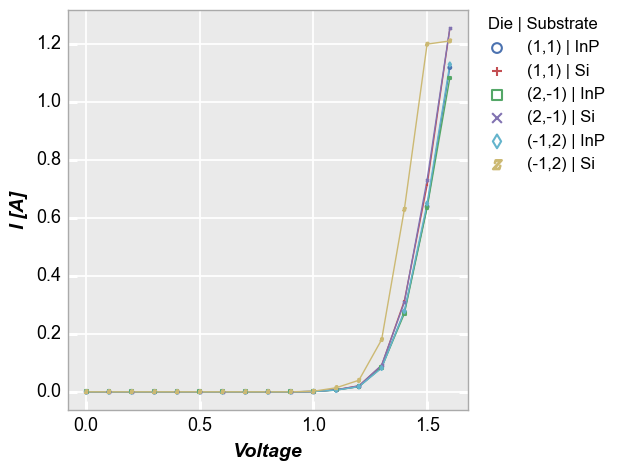 Die | Substrate
(1,1) | InP
(1,1) | Si
(2,-1) | InP
(2,-1) | Si
(-1,2) | InP
(-1,2) | Si
I [A]
1.2
1.0
0.8
0.6
0.4
0.2
0.0
0.0 0.5 1.0 1.5
Voltage